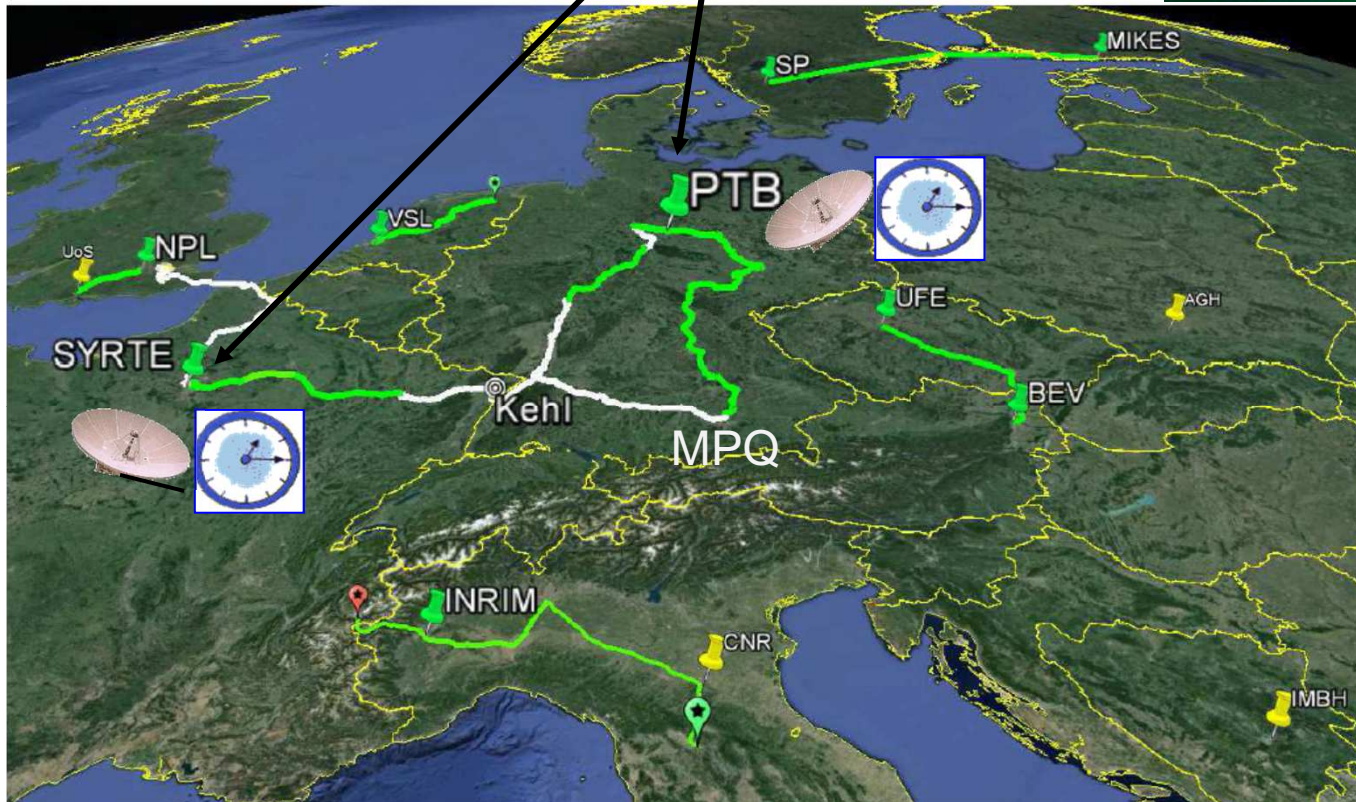 MIKES
SP
PTB
VSL
NPL
UoS
UFE
AGH
SYRTE
Kehl
BEV
MPQ
INRIM
CNR
IMBH